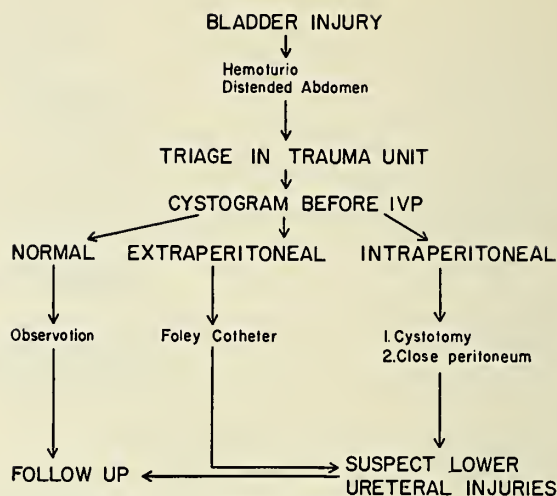 BLADDER INJURY
Hemoturio
Distended Abdomen
TRIAGE IN TRAUMA UNIT
CYSTOGRAM BEFORE IVP
NORMAL EXTRAPERITONEAL INTRAPERITONEAL
Observotion Foley Cotheter 1. Cystotomy
2. Close peritoneum
FOLLOW UP SUSPECT LOWER
URETERAL INJURIES